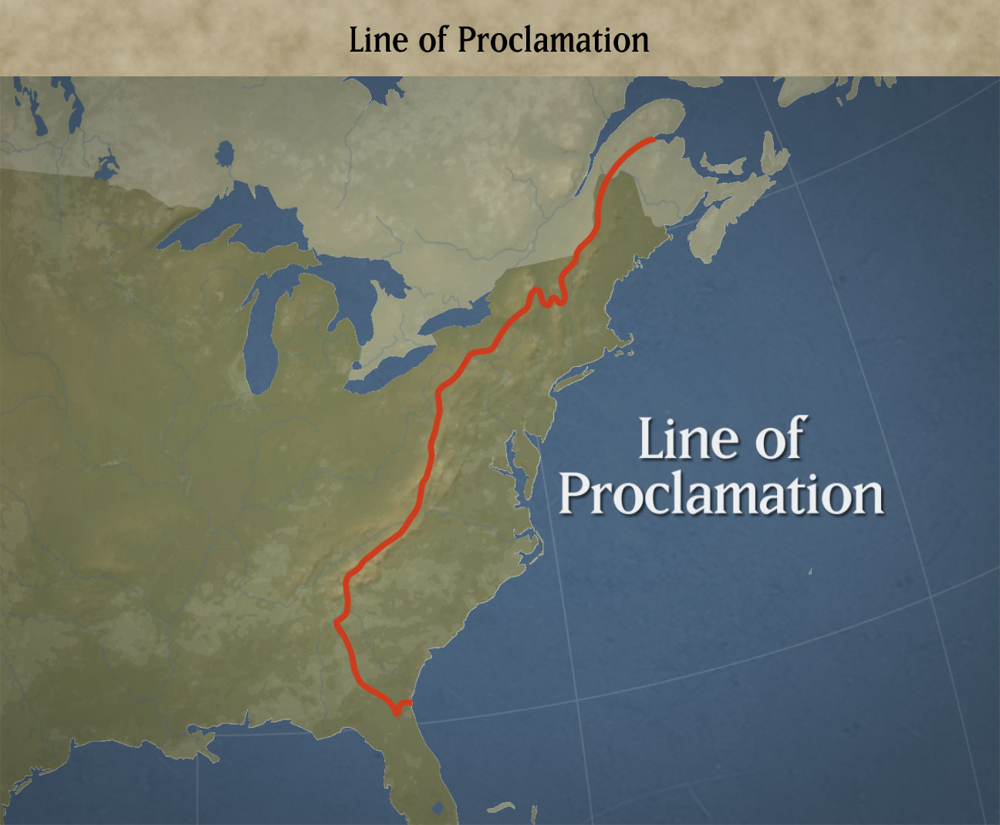 Line of Proclamation
Line of
Proclamation